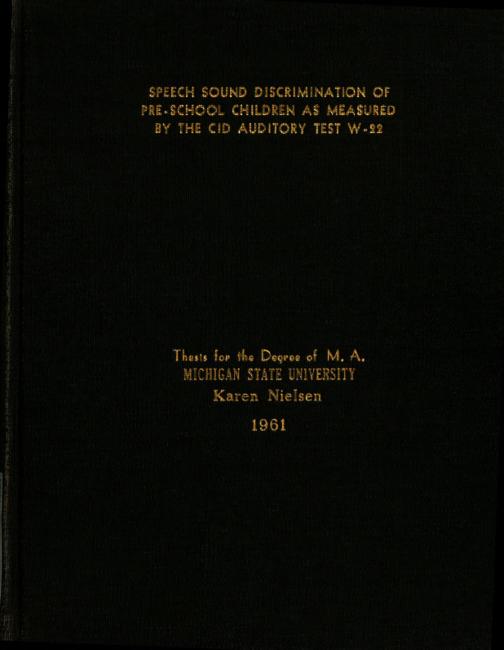 SPEECH SOUND DISCRIMINATION OF
PRE-SCHOOL CHILDREN AS MEASURED
BY THE CID AUDITORY TEST W-22
Thesis for the Degree of M. A.
MICHIGAN STATE UNIVERSITY
Karen Nielsen
1961